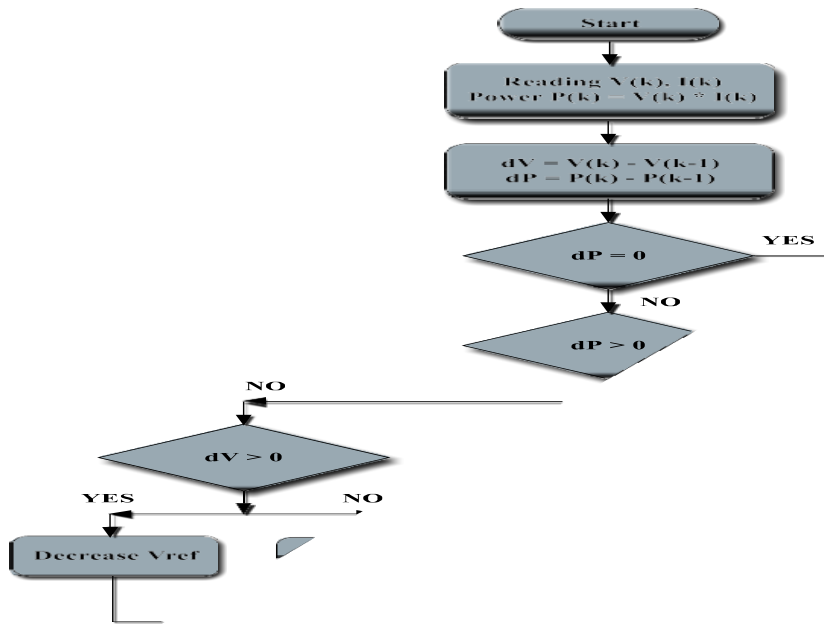 Start
Reading V(k), I(k)
Power P(k) = V(k) * I(k)
dV = V(k) - V(k-1)
dP = P(k) - P(k-1)
dP = 0
YES
NO
dP > 0
NO
dV > 0
YES
NO
Decrease Vref